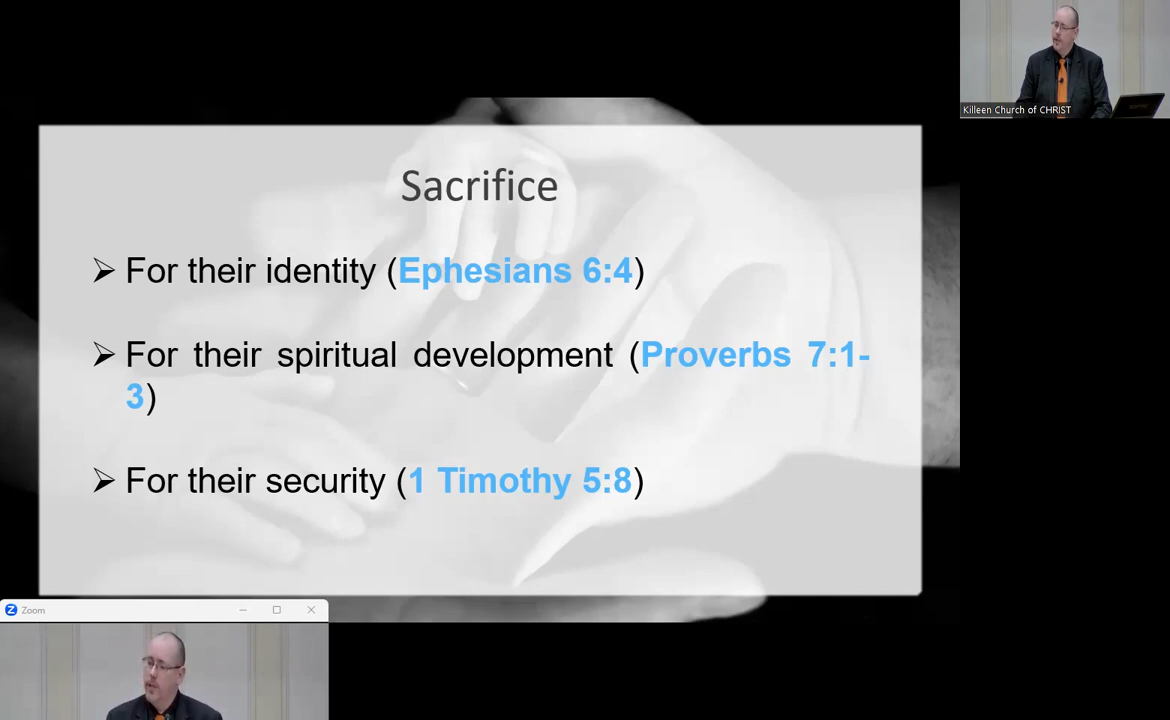 Sacrifice
➢ For their identity (Ephesians 6:4)
➢ For their spiritual development (Proverbs 7:1-
3)
➢ For their security (1 Timothy 5:8)
Killeen Church of CHRIST
Zoom